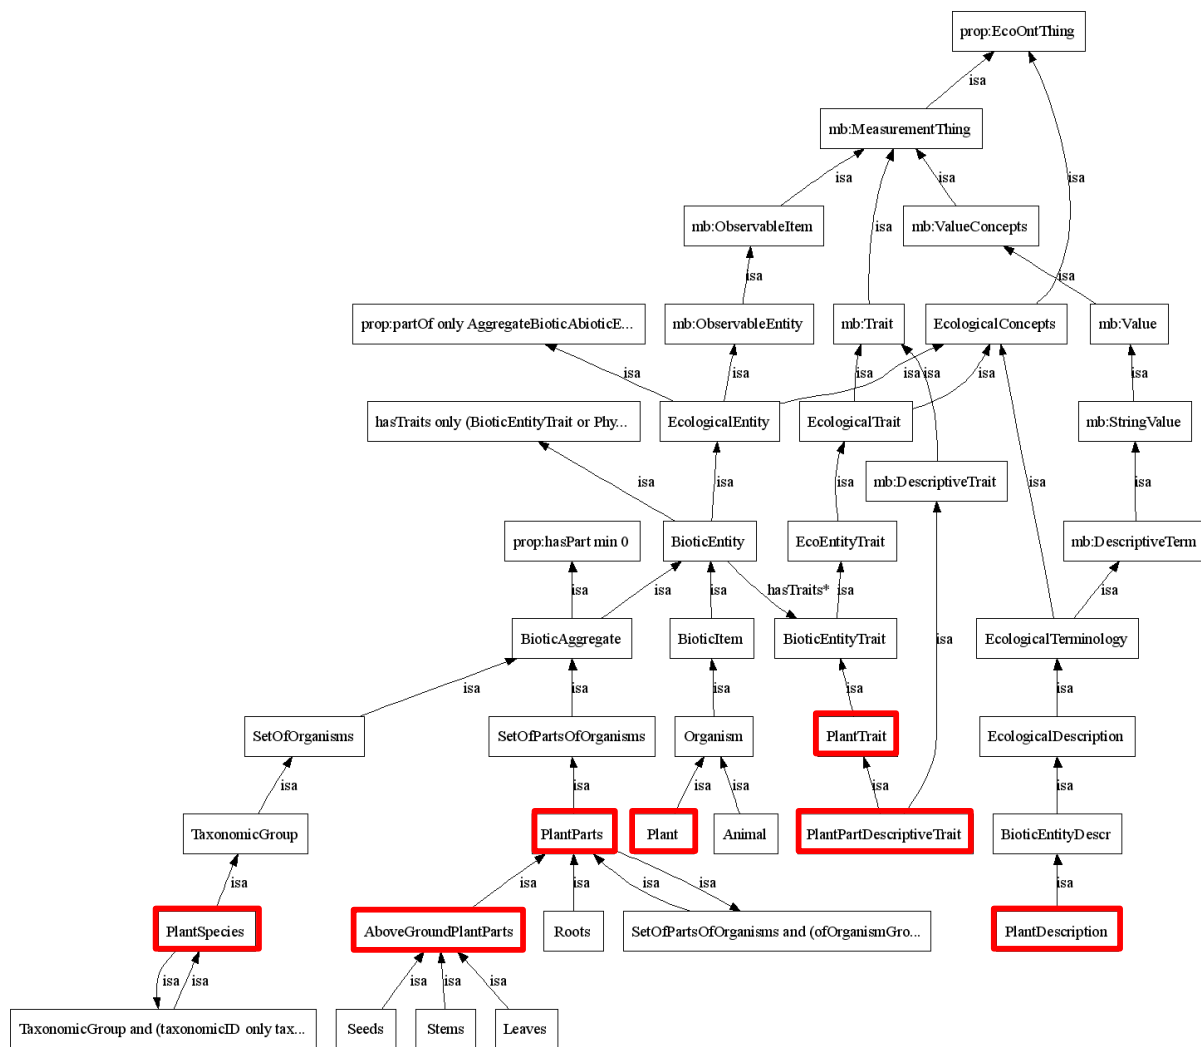 prop:EcoOntThing
isa
mb:MeasurementThing
isa
isa
isa
isa
mb:ObservableItem
mb:ValueConcepts
isa
isa
isa
prop:partOf only AggregateBioticAbioticE...
mb:ObservableEntity
mb:Trait
EcologicalConcepts
mb:Value
isa
isa
isa
isa
isa
isa
hasTraits only (BioticEntityTrait or Phy...
EcologicalEntity
EcologicalTrait
mb:StringValue
isa
isa
isa
isa
isa
mb:DescriptiveTrait
prop:hasPart min 0
BioticEntity
EcoEntityTrait
mb:DescriptiveTerm
isa
isa
isa
hasTraits*
isa
isa
BioticAggregate
BioticItem
BioticEntityTrait
isa
EcologicalTerminology
isa
isa
isa
isa
isa
SetOfOrganisms
SetOfPartsOfOrganisms
Organism
PlantTrait
EcologicalDescription
isa
isa
isa
isa
isa
isa
TaxonomicGroup
PlantParts
Plant
Animal
PlantPartDescriptiveTrait
BioticEntityDescr
isa
isa
isa
isa
isa
isa
PlantSpecies
AboveGroundPlantParts
Roots
SetOfPartsOfOrganisms and (ofOrganismGro...
PlantDescription
isa
isa
isa
isa
isa
TaxonomicGroup and (taxonomicID only tax...
Seeds
Stems
Leaves